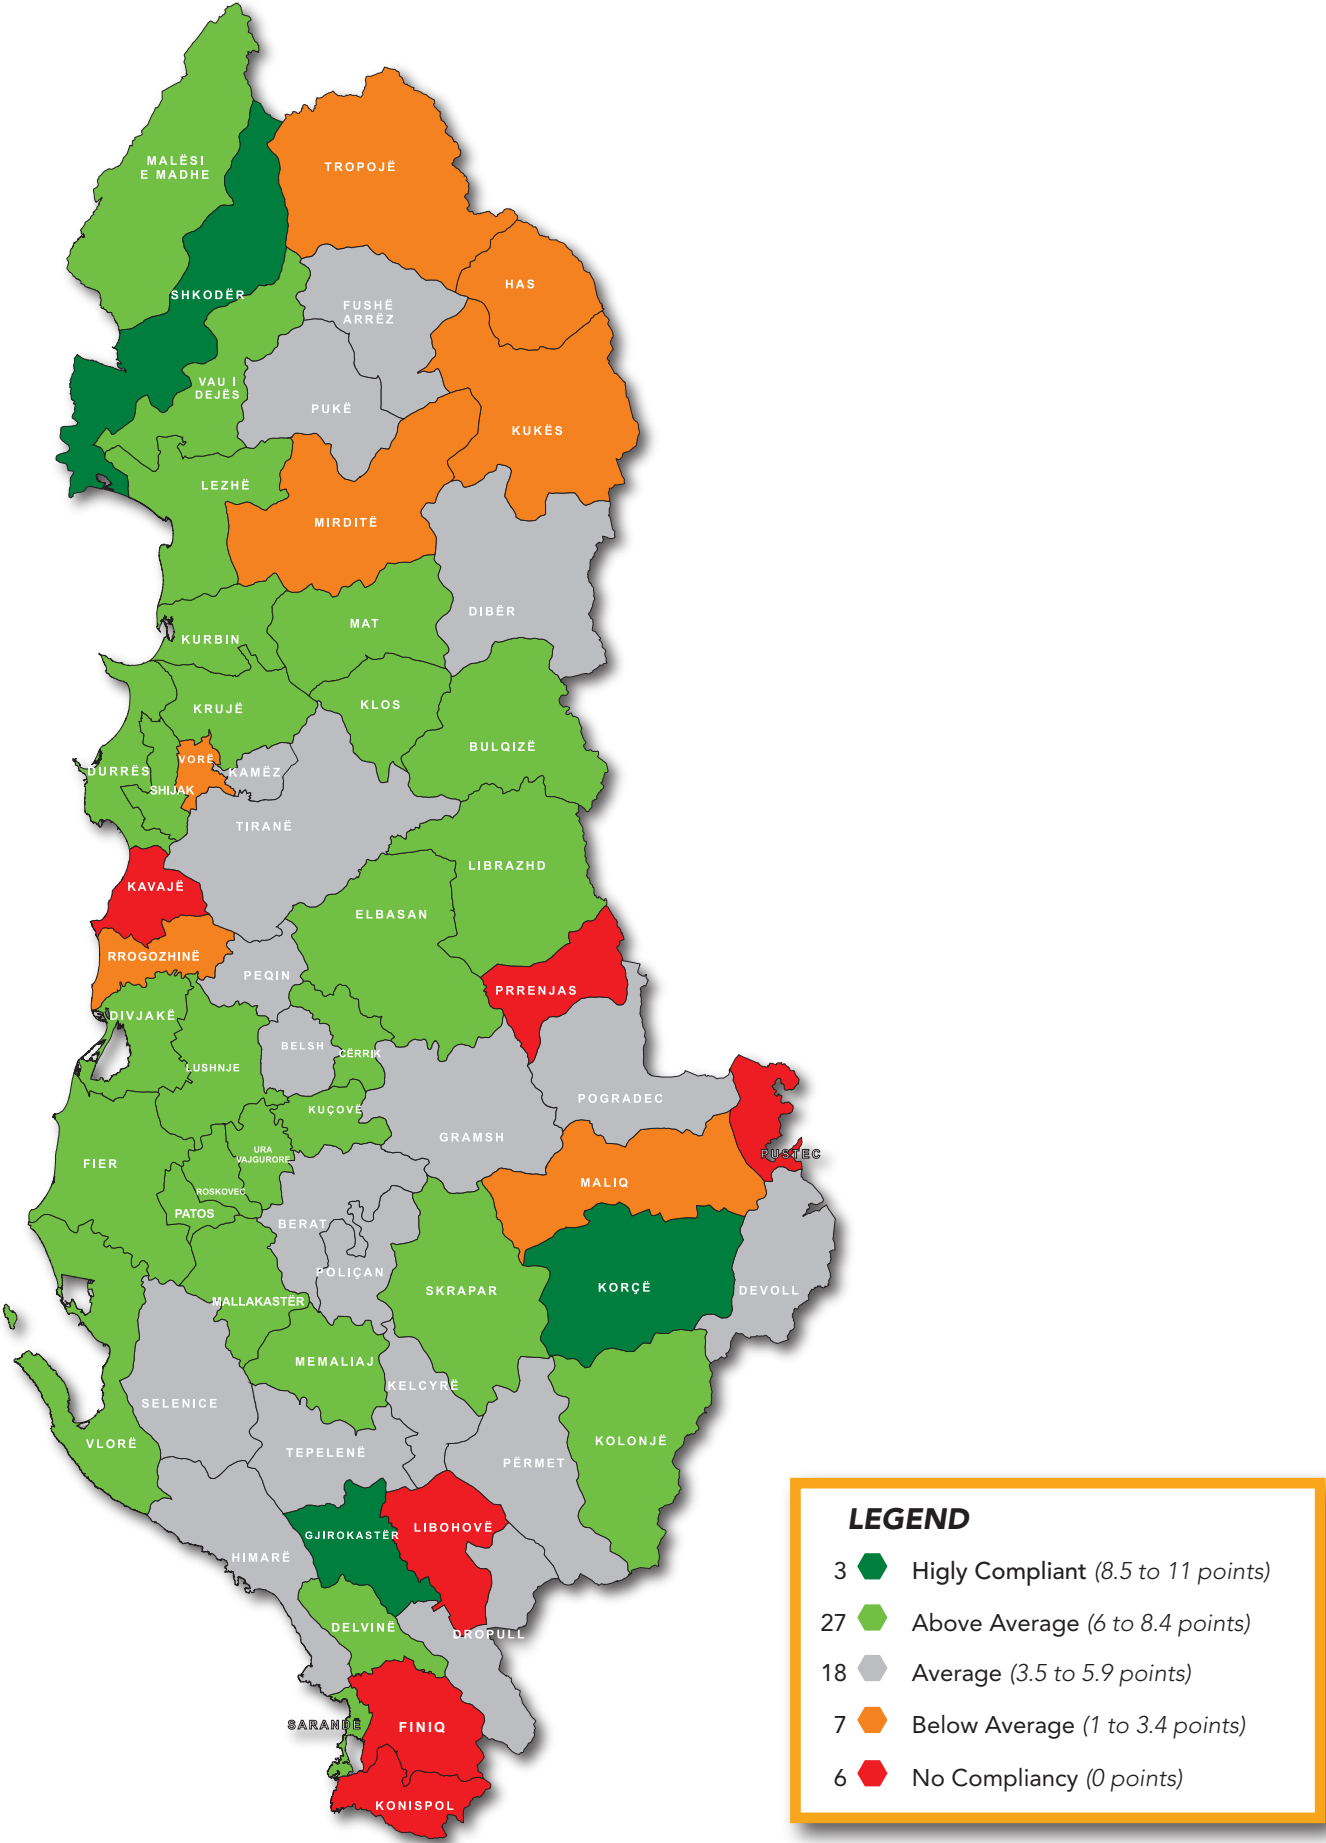 MALËSI
E MADHE
TROPOJË
HAS
SHKODËR
FUSHË
ARRËZ
VAU I
DEJËS
PUKË
KUKËS
LEZHË
MIRDITË
DIBËR
MAT
KURBIN
KLOS
KRUJË
BULQIZË
VORË
KAMËZ
DURRËS
SHIJAK
TIRANË
LIBRAZHD
KAVAJË
ELBASAN
RROGOZHINË
PEQIN
PRRENJAS
DIVJAKË
BELSH
CËRRIK
LUSHNJE
POGRADEC
KUÇOVË
GRAMSH
URA
VAJGURORE
PUSTEC
FIER
MALIQ
ROSKOVEC
PATOS
BERAT
POLIÇAN
KORÇË
SKRAPAR
DEVOLL
MALLAKASTËR
MEMALIAJ
KELCYRË
SELENICE
VLORË
KOLONJË
TEPELENË
PËRMET
LIBOHOVË
GJIROKASTËR
HIMARË
DELVINË
DROPULL
SARANDË
FINIQ
KONISPOL
LEGEND
3 Higly Compliant (8.5 to 11 points)
27 Above Average (6 to 8.4 points)
18 Average (3.5 to 5.9 points)
7 Below Average (1 to 3.4 points)
6 No Compliancy (0 points)